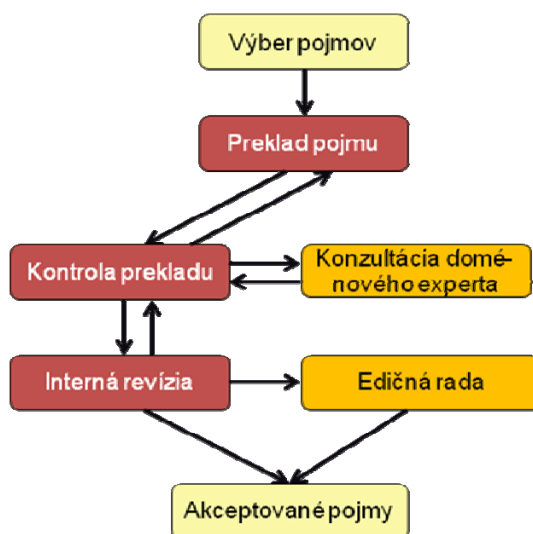 Výber pojmov
Preklad pojmu
Kontrola prekladu
Konzultácia domé-
nového experta
Interná revízia
Edičná rada
Akceptované pojmy